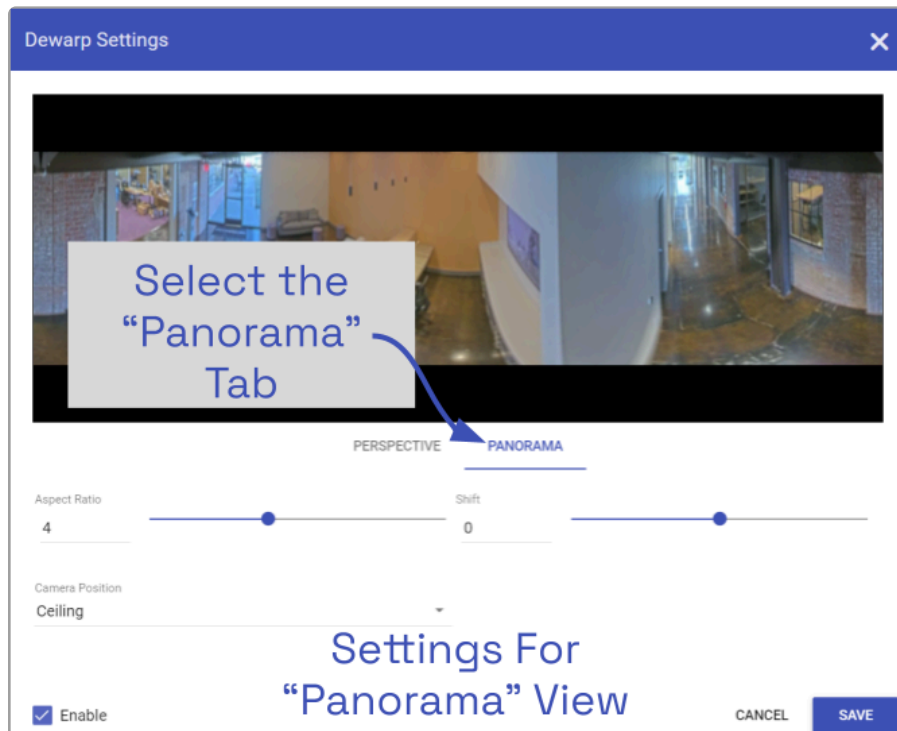 Dewarp Settings
Select the
“Panorama”
Tab
PERSPECTIVE PANORAMA
Aspect Ratio Shift
4 0
Camera Position
Ceiling
Settings For
“Panorama” View
Enable CANCEL SAVE